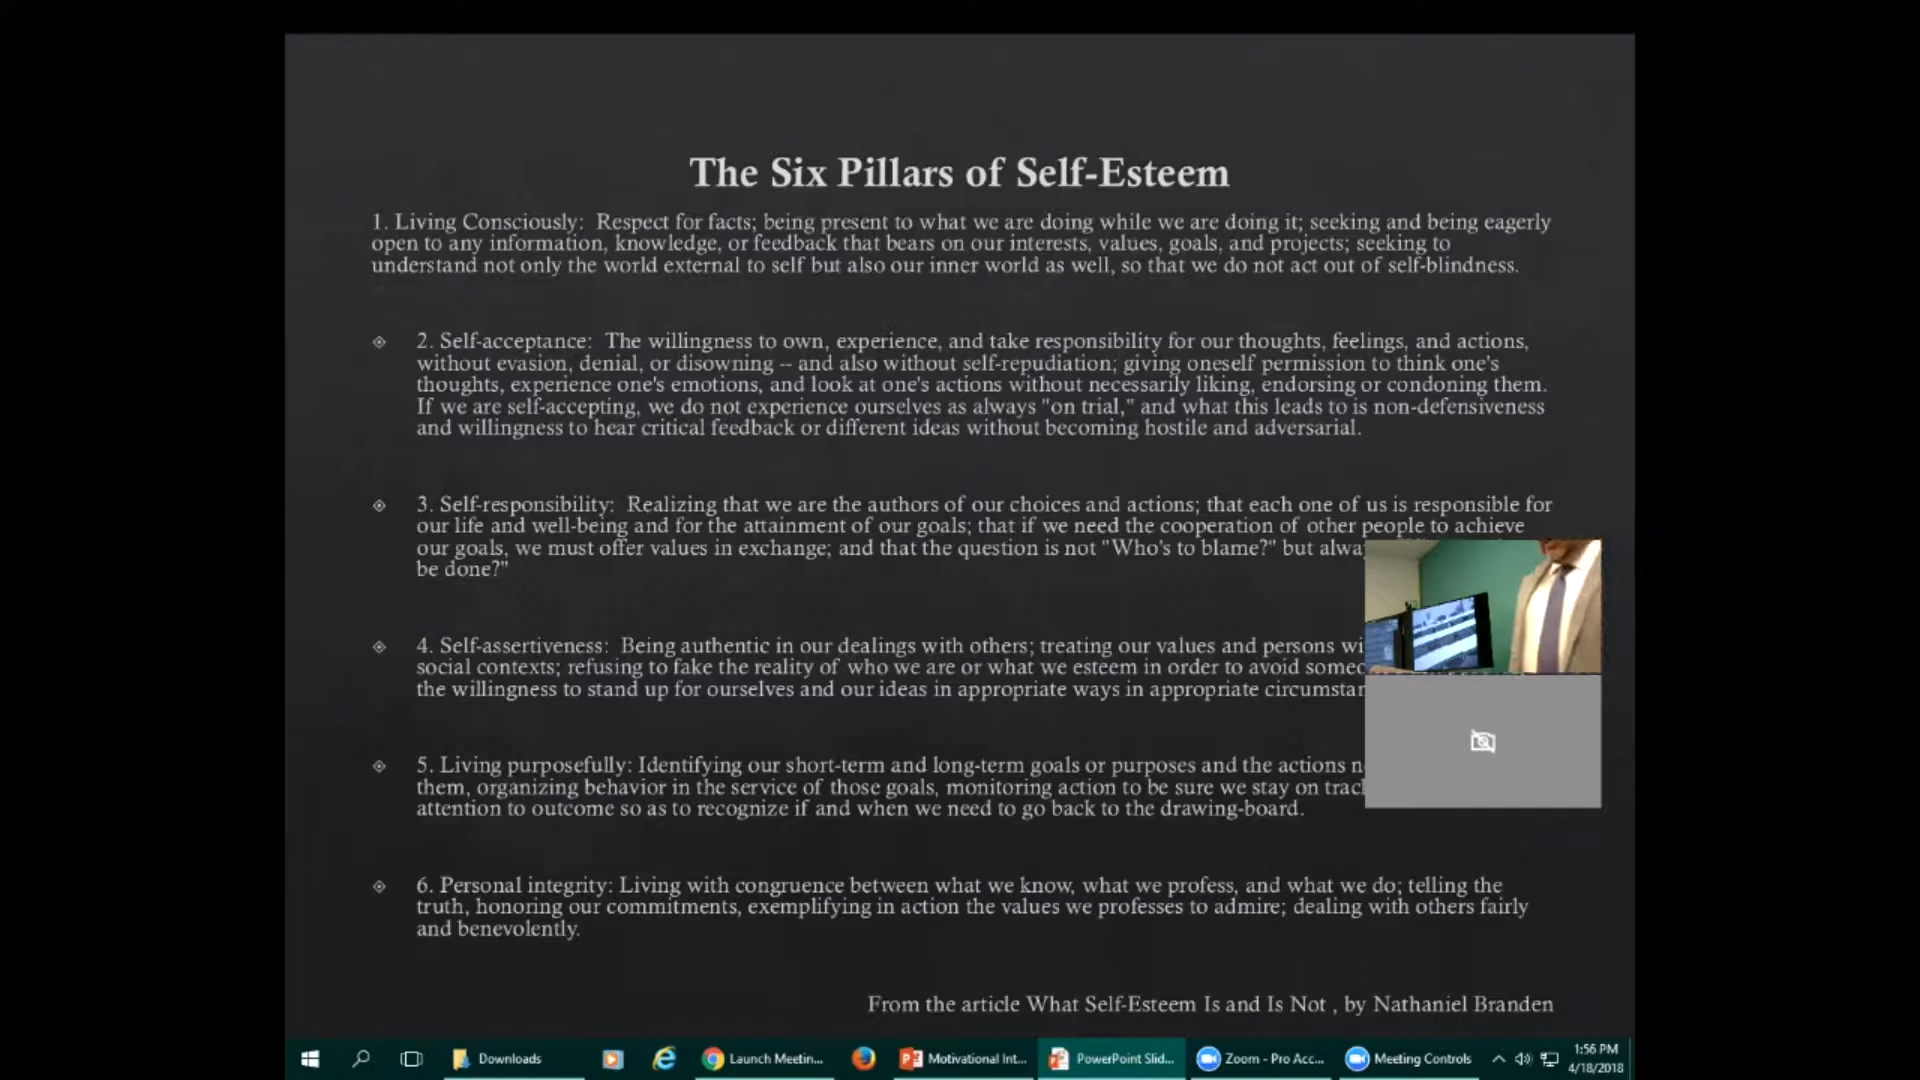 The Six Pillars of Self-Esteem
1. Living Consciously: Respect for facts; being present to what we are doing while we are doing it; seeking and being eagerly
open to any information, knowledge, or feedback that bears on our interests, values, goals, and projects; seeking to
understand not only the world external to self but also our inner world as well, so that we do not act out of self-blindness.
2. Self-acceptance: The willingness to own, experience, and take responsibility for our thoughts, feelings, and actions,
without evasion, denial, or disowning – and also without self-repudiation; giving oneself permission to think one's
thoughts, experience one's emotions, and look at one's actions without necessarily liking, endorsing or condoning them.
If we are self-accepting, we do not experience ourselves as always "on trial," and what this leads to is non-defensiveness
and willingness to hear critical feedback or different ideas without becoming hostile and adversarial.
3. Self-responsibility: Realizing that we are the authors of our choices and actions; that each one of us is responsible for
our life and well-being and for the attainment of our goals; that if we need the cooperation of other people to achieve
our goals, we must offer values in exchange; and that the question is not "Who's to blame?" but
be done?"
4. Self-assertiveness: Being authentic in our dealings with others; treating our values and persons
social contexts; refusing to fake the reality of who we are or what we esteem in order to avoid
the willingness to stand up for ourselves and our ideas in appropriate ways in appropriate
5. Living purposefully: Identifying our short-term and long-term goals or purposes and the actions
them, organizing behavior in the service of those goals, monitoring action to be sure we stay on
attention to outcome so as to recognize if and when we need to go back to the drawing-board.
6. Personal integrity: Living with congruence between what we know, what we profess, and what we do; telling the
truth, honoring our commitments, exemplifying in action the values we professes to admire; dealing with others fairly
and benevolently.
From the article What Self-Esteem Is and Is Not , by Nathaniel Branden
Downloads
Launch Meetin...
Motivational Int...
PowerPoint Slid...
Zoom - Pro Acc...
Meeting Controls
1:56 PM
4/18/2018